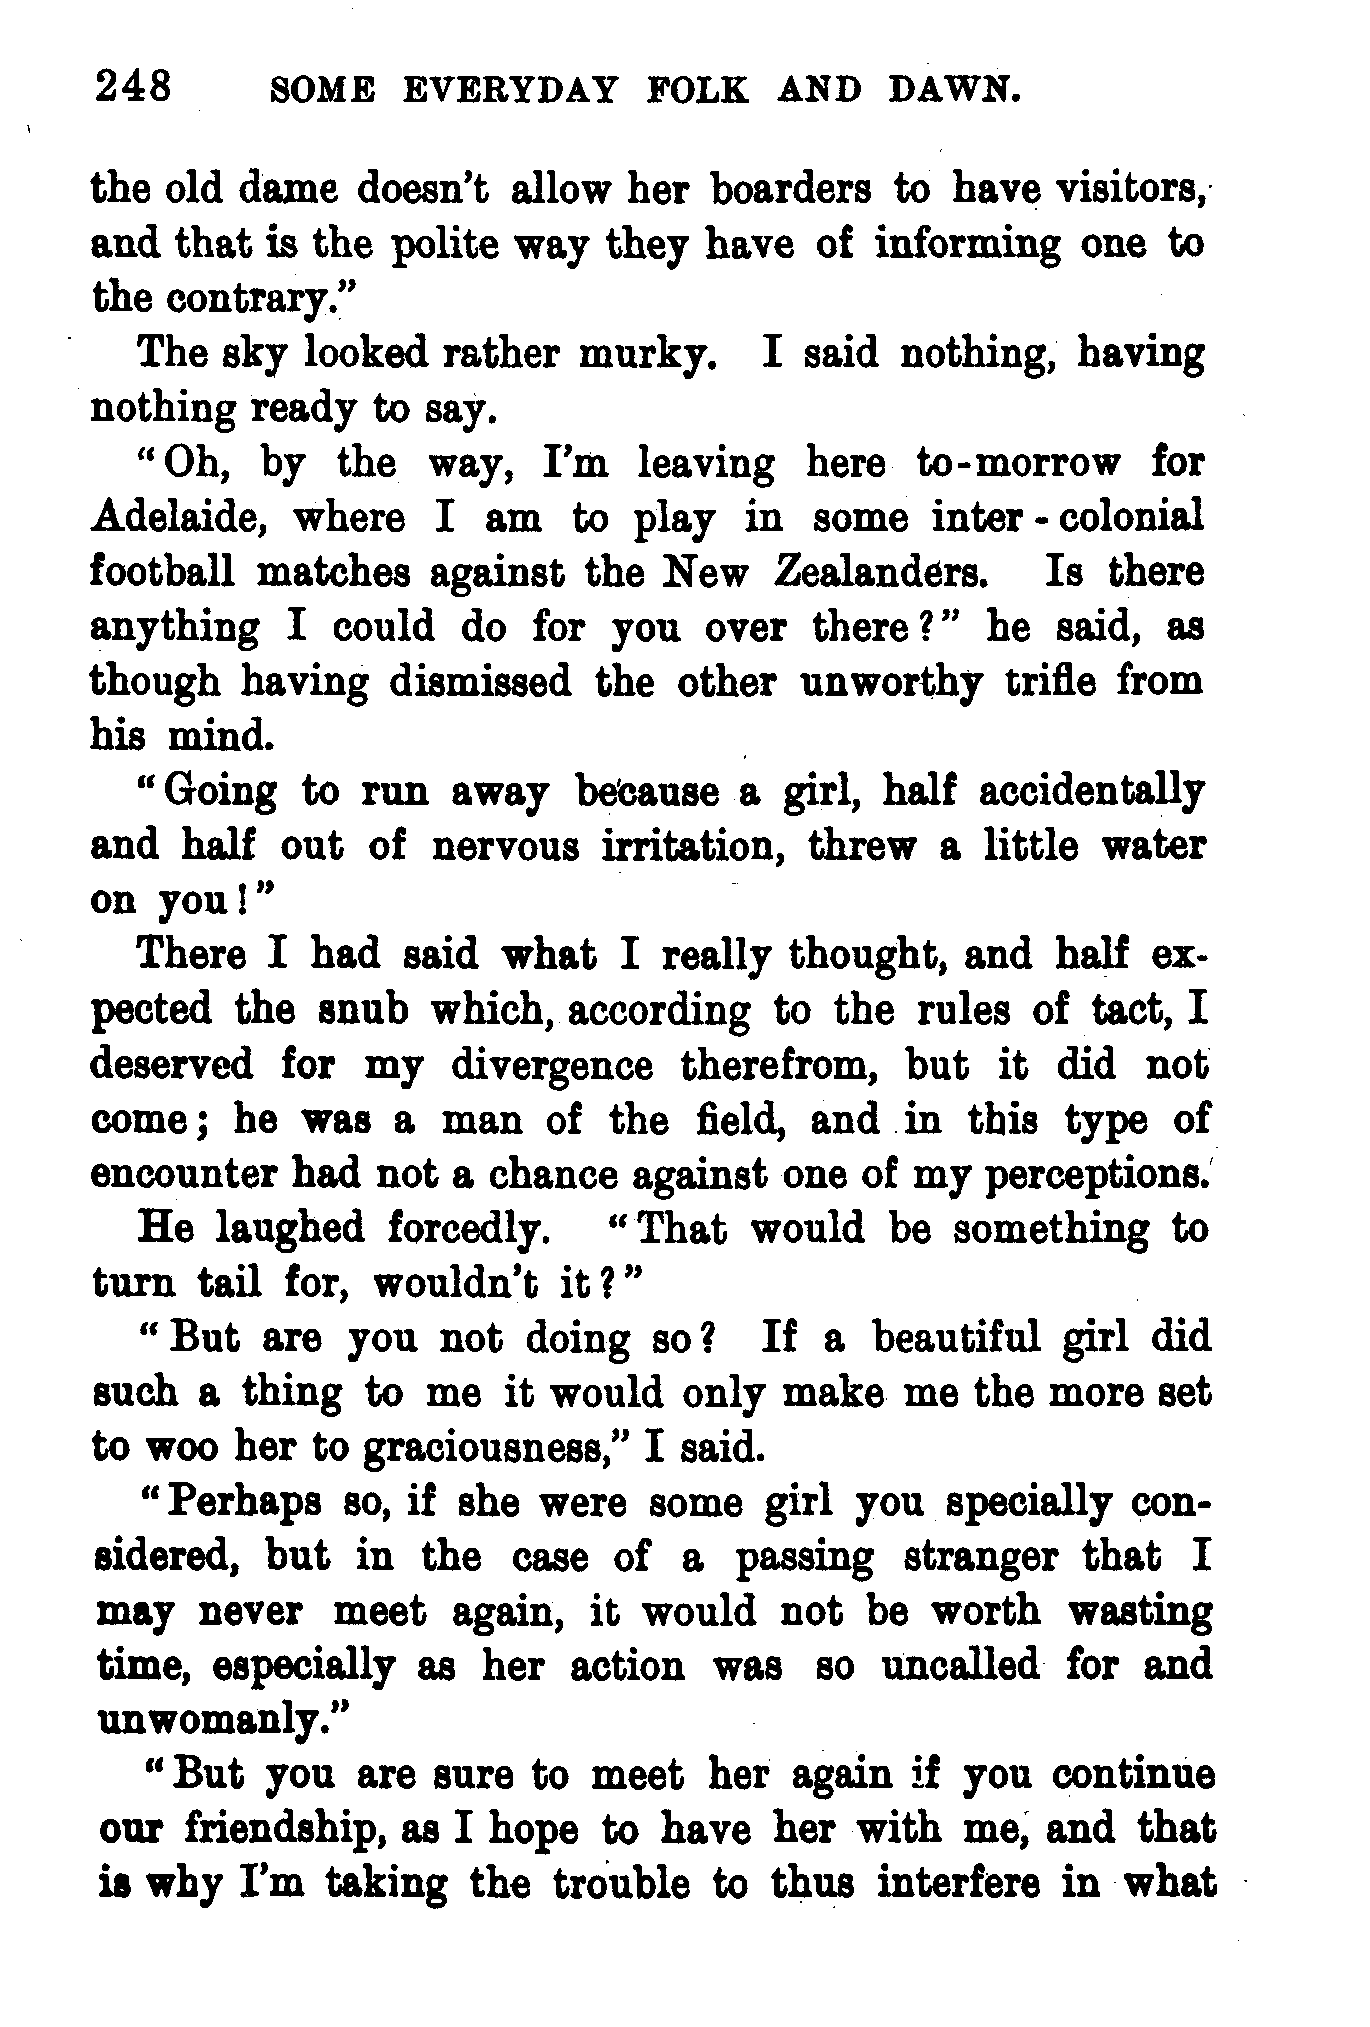 248 SOME EVERYDAY FOLK AND DAWN.
the old dame doesn't allow her boarders to have visitors,
and that is the polite way they have of informing one to
the contrary."
The sky looked rather murky. I said nothing, having
nothing ready to say.
"Oh, by the way, I'm leaving here to-morrow for
Adelaide, where I am to play in some inter-colonial
football matches against the New Zealanders. Is there
anything I could do for you over there?" he said, as
though having dismissed the other unworthy trifle from
his mind.
"Going to run away because a girl, half accidentally
and half out of nervous irritation, threw a little water
on you!"
There I had said what I really thought, and half ex-
pected the snub which, according to the rules of tact, I
deserved for my divergence therefrom, but it did not
come; he was a man of the field, and in this type of
encounter had not a chance against one of my perceptions.
He laughed forcedly. "That would be something to
turn tail for, wouldn't it?"
"But are you not doing so? If a beautiful girl did
such a thing to me it would only make me the more set
to woo her to graciousness," I said.
"Perhaps so, if she were some girl you specially con-
sidered, but in the case of a passing stranger that I
may never meet again, it would not be worth wasting
time, especially as her action was so uncalled for and
unwomanly."
"But you are sure to meet her again if you continue
our friendship, as I hope to have her with me, and that
is why I'm taking the trouble to thus interfere in what